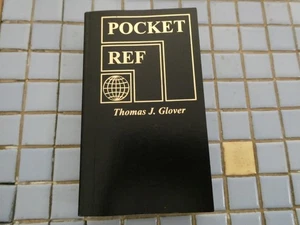 POCKET
REF
Thomas J. Glover